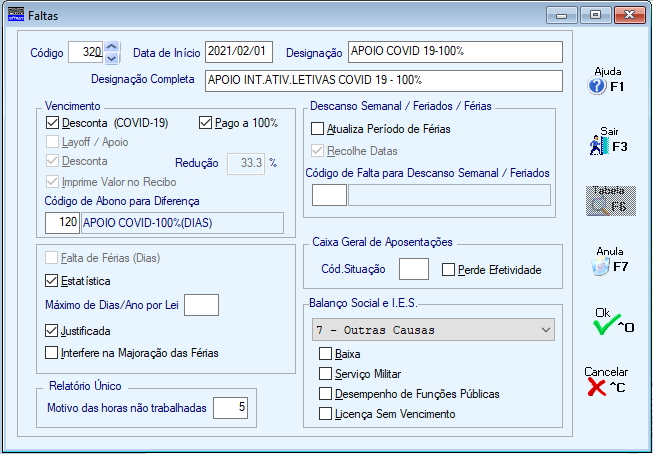 Faltas
Código 320 Data de Início 2021/02/01 Designação APOIO COVID 19-100%
Designação Completa APOIO INT.ATIV.LETIVAS COVID 19 - 100%
Vencimento
Desconta (COVID-19) Pago a 100%
Layoff / Apoio
Desconta Redução 33.3 %
Imprime Valor no Recibo
Código de Abono para Diferença
120 APOIO COVID-100%(DIAS)
Falta de Férias (Dias)
Estatística
Máximo de Dias/Ano por Lei
Justificada
Interfere na Majoração das Férias
Relatório Único
Motivo das horas não trabalhadas 5
Descanso Semanal / Feriados / Férias
Atualiza Período de Férias
Recolhe Datas
Código de Falta para Descanso Semanal / Feriados
Caixa Geral de Aposentações
Cód.Situação Perde Efetividade
Balanço Social e I.E.S.
7 - Outras Causas
Baixa
Serviço Militar
Desempenho de Funções Públicas
Licença Sem Vencimento
Ajuda
F1
Sair
F3
Tabela
F6
Anula
F7
Ok
^O
Cancelar
^C